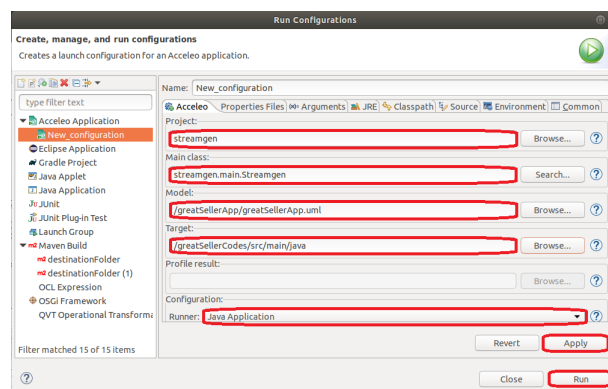 Run Configurations
Create, manage, and run configurations
Creates a launch configuration for an Acceleo application.
Name: New_configuration
type filter text
Acceleo Properties Files Arguments JRE Classpath Source Environment Common
Acceleo Application
New_configuration
Eclipse Application
Gradle Project
Java Applet
Java Application
JUnit
JUnit Plug-in Test
Launch Group
Maven Build
destinationFolder
destinationFolder (1)
OCL Expression
OSGi Framework
QVT Operational Transforma
Filter matched 15 of 15 items
Project:
streamgen Browse...
Main class:
streamgen.main.Streamgen Search...
Model:
/greatSellerApp/greatSellerApp.uml Browse...
Target:
/greatSellerCodes/src/main/java Browse...
Profile result:
Browse...
Configuration:
Runner: Java Application
Revert Apply
Close Run